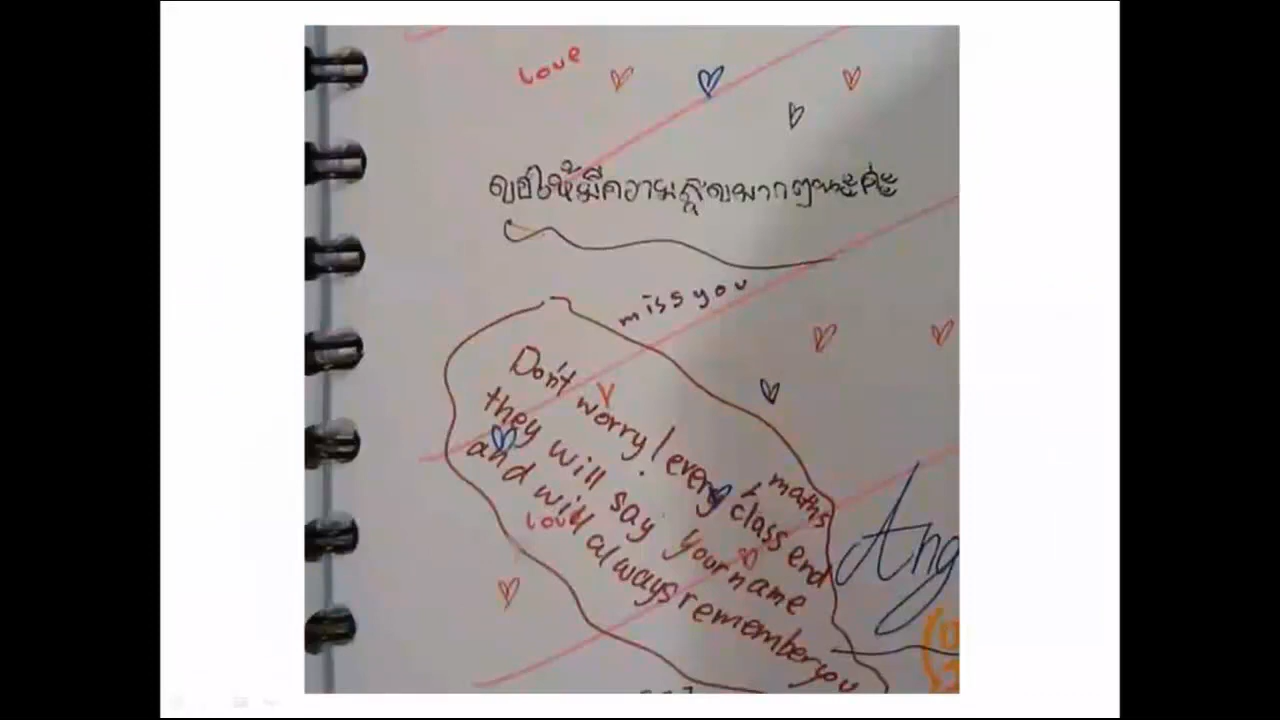 love
ขอให้มีความสุขมากๆนะค่ะ
miss you
Don't worry! every maths class end
they will say your name
and will always remember you
love
Ang